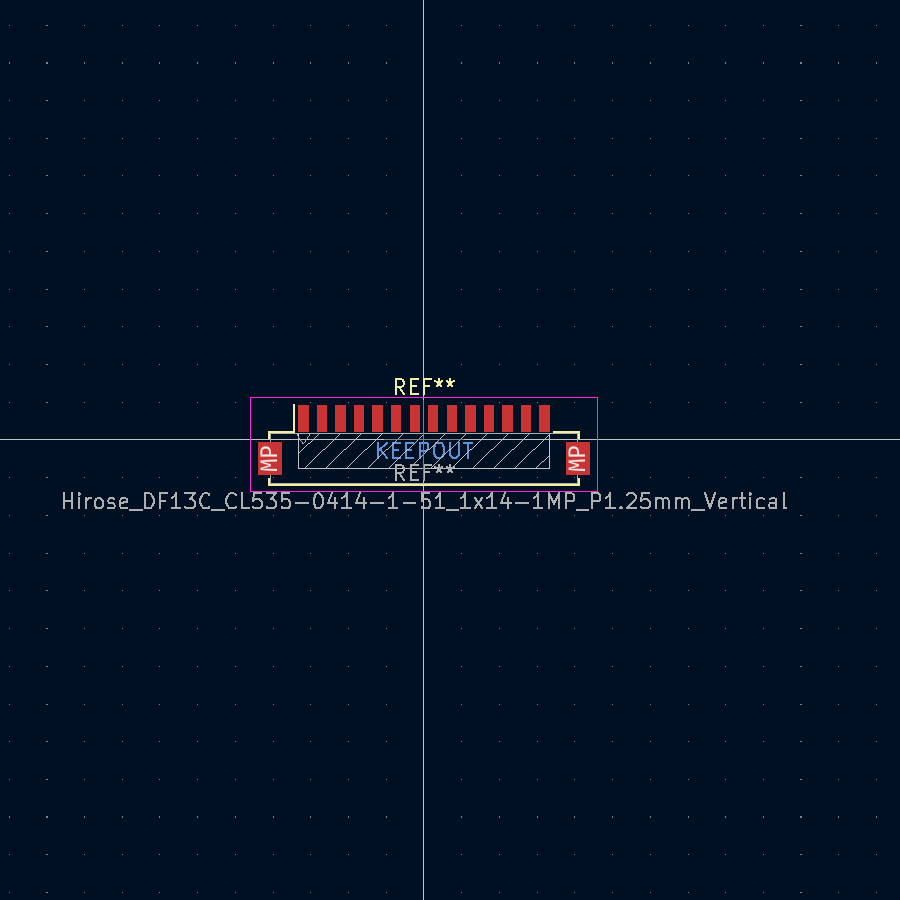 REF**
KEEPOUT
MP
MP
REF**
Hirose_DF13C_CL535-0414-1-51_1x14-1MP_P1.25mm_Vertical